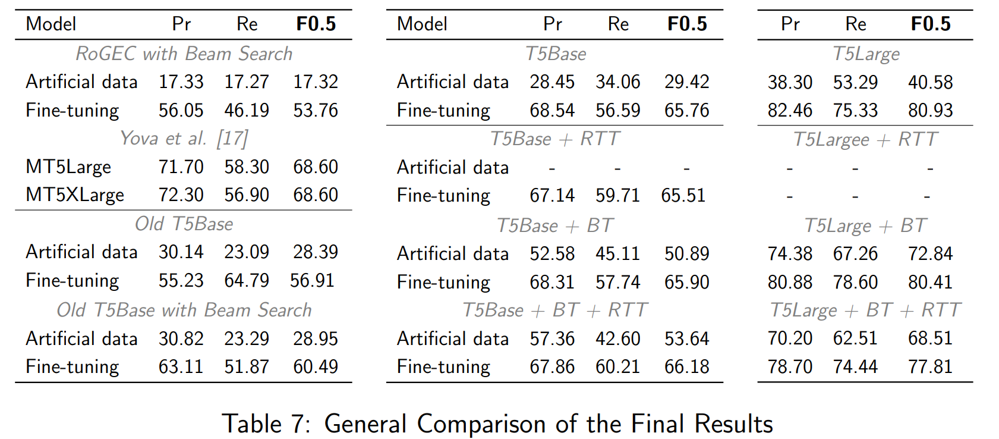 Model Pr Re F0.5
RoGEC with Beam Search
Artificial data 17.33 17.27 17.32
Fine-tuning 56.05 46.19 53.76
Yova et al. [17]
MT5Large 71.70 58.30 68.60
MT5XLarge 72.30 56.90 68.60
Old T5Base
Artificial data 30.14 23.09 28.39
Fine-tuning 55.23 64.79 56.91
Old T5Base with Beam Search
Artificial data 30.82 23.29 28.95
Fine-tuning 63.11 51.87 60.49
Model Pr Re F0.5
T5Base
Artificial data 28.45 34.06 29.42
Fine-tuning 68.54 56.59 65.76
T5Base + RTT
Artificial data - - -
Fine-tuning 67.14 59.71 65.51
T5Base + BT
Artificial data 52.58 45.11 50.89
Fine-tuning 68.31 57.74 65.90
T5Base + BT + RTT
Artificial data 57.36 42.60 53.64
Fine-tuning 67.86 60.21 66.18
Pr Re F0.5
T5Large
38.30 53.29 40.58
82.46 75.33 80.93
T5Largee + RTT
- - -
- - -
T5Large + BT
74.38 67.26 72.84
80.88 78.60 80.41
T5Large + BT + RTT
70.20 62.51 68.51
78.70 74.44 77.81
Table 7: General Comparison of the Final Results